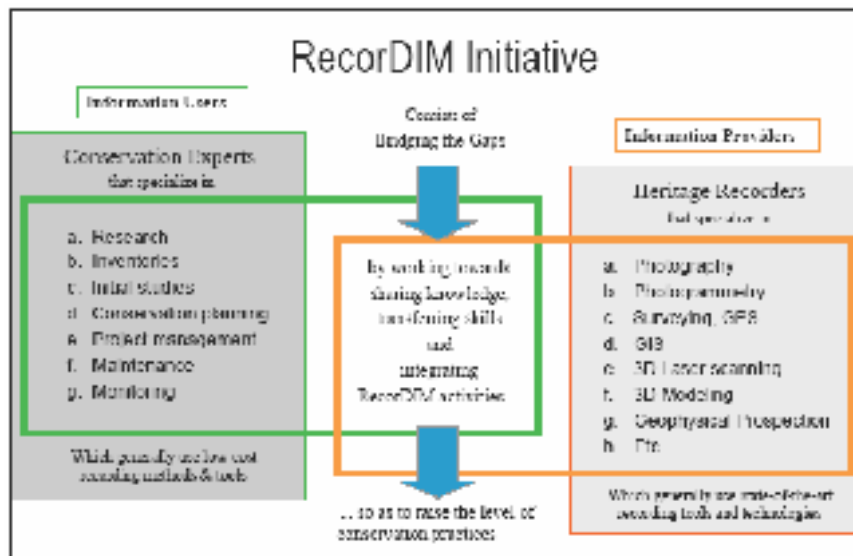 RecorDIM Initiative
Information Users
Conservation Experts
that specialize in
a. Research
b. Inventories
c. Initial studies
d. Conservation planning
e. Project management
f. Maintenance
g. Monitoring
Which generally use low cost
recording methods & tools
Consists of
Bridging the Gaps
by working towards
sharing knowledge,
transferring skills
and
integrating
RecorDIM activities
... so as to raise the level of
conservation practices
Information Providers
Heritage Recorders
that specialize in
a. Photography
b. Photogrammetry
c. Surveying, GPS
d. GIS
e. 3D Laser scanning
f. 3D Modeling
g. Geophysical Prospection
h. Etc
Which generally use state-of-the-art
recording tools and technologies